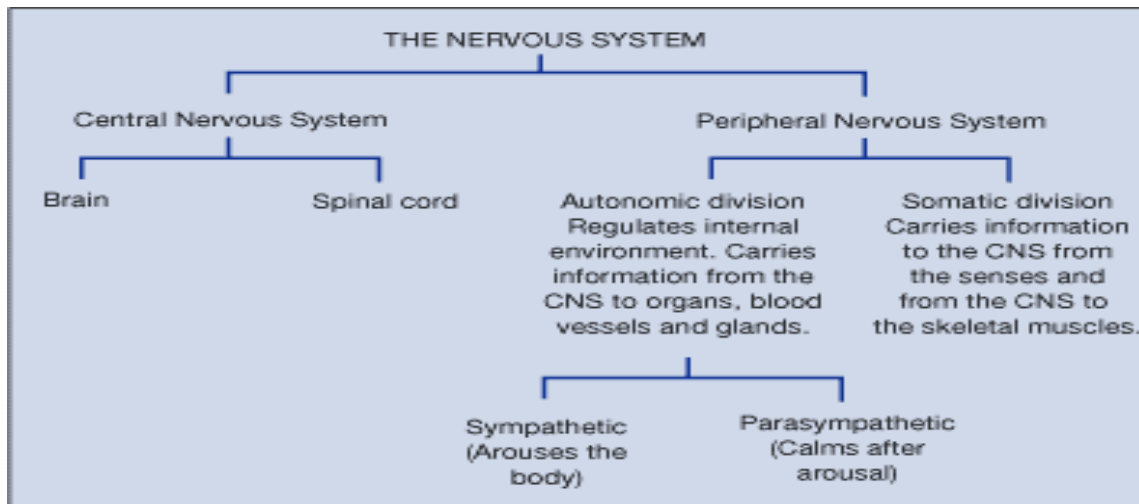 THE NERVOUS SYSTEM
Central Nervous System
Peripheral Nervous System
Brain
Spinal cord
Autonomic division
Regulates internal
environment. Carries
information from the
CNS to organs, blood
vessels and glands.
Somatic division
Carries information
to the CNS from
the senses and
from the CNS to
the skeletal muscles.
Sympathetic
(Arouses the
body)
Parasympathetic
(Calms after
arousal)